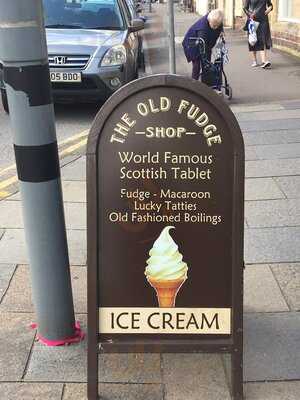 THE OLD FUDGE
SHOP
World Famous
Scottish Tablet
Fudge - Macaroon
Lucky Tatties
Old Fashioned Boilings
ICE CREAM